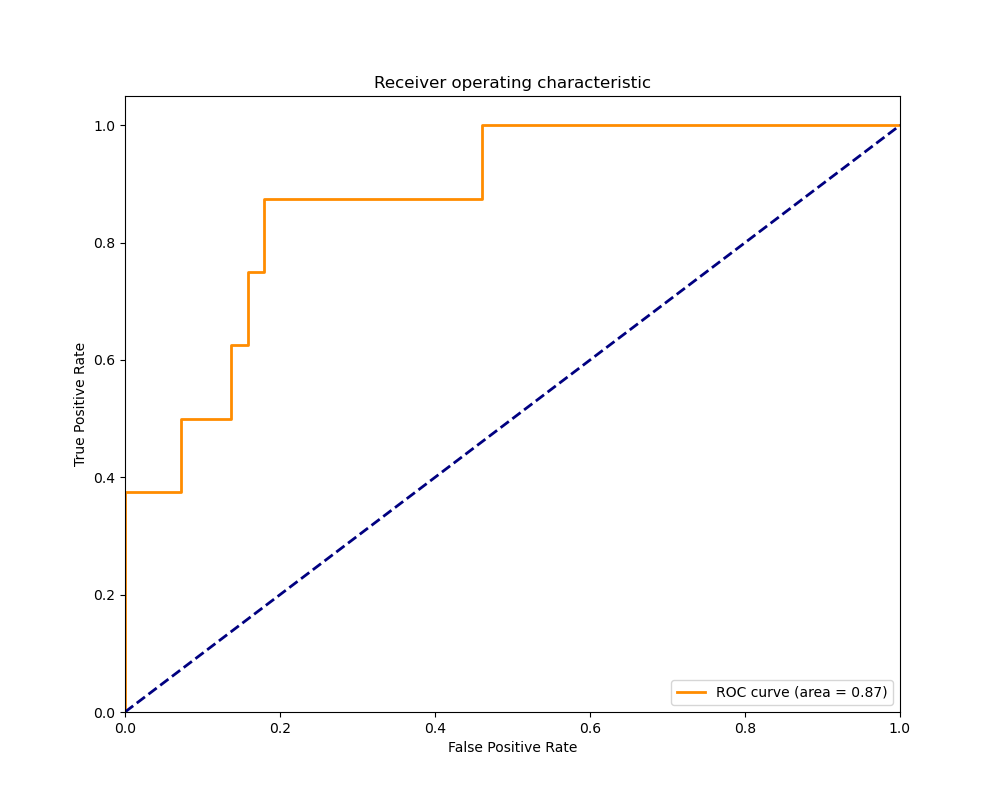 Receiver operating characteristic
1.0
0.8
0.6
0.4
0.2
0.0
True Positive Rate
0.0 0.2 0.4 0.6 0.8 1.0
False Positive Rate
ROC curve (area = 0.87)